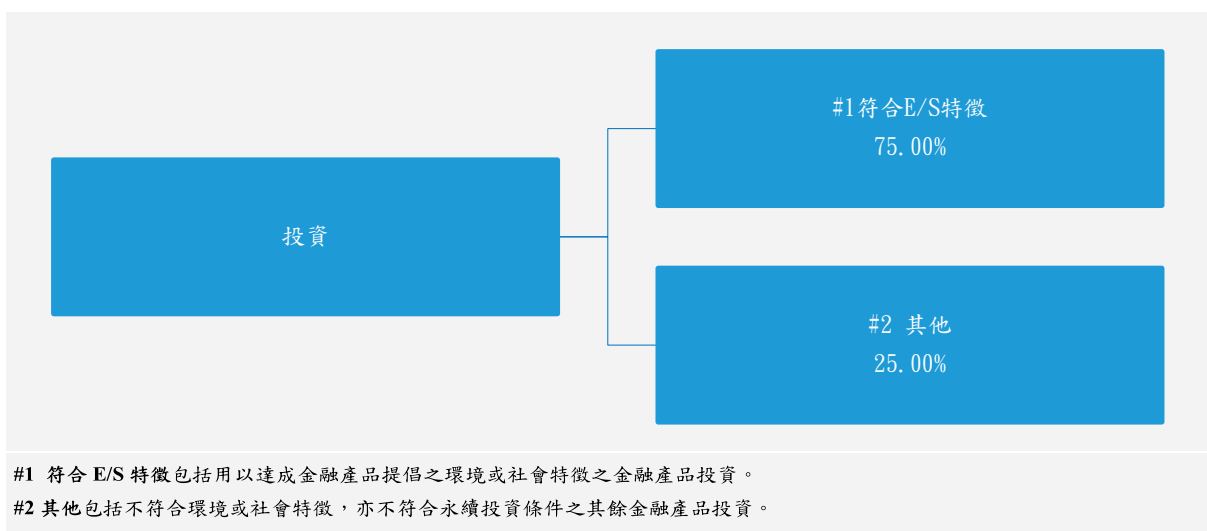 投資
#1符合E/S特徵
75.00%
#2 其他
25.00%
#1 符合 E/S 特徵包括用以達成金融產品提倡之環境或社會特徵之金融產品投資。
#2 其他包括不符合環境或社會特徵，亦不符合永續投資條件之其餘金融產品投資。